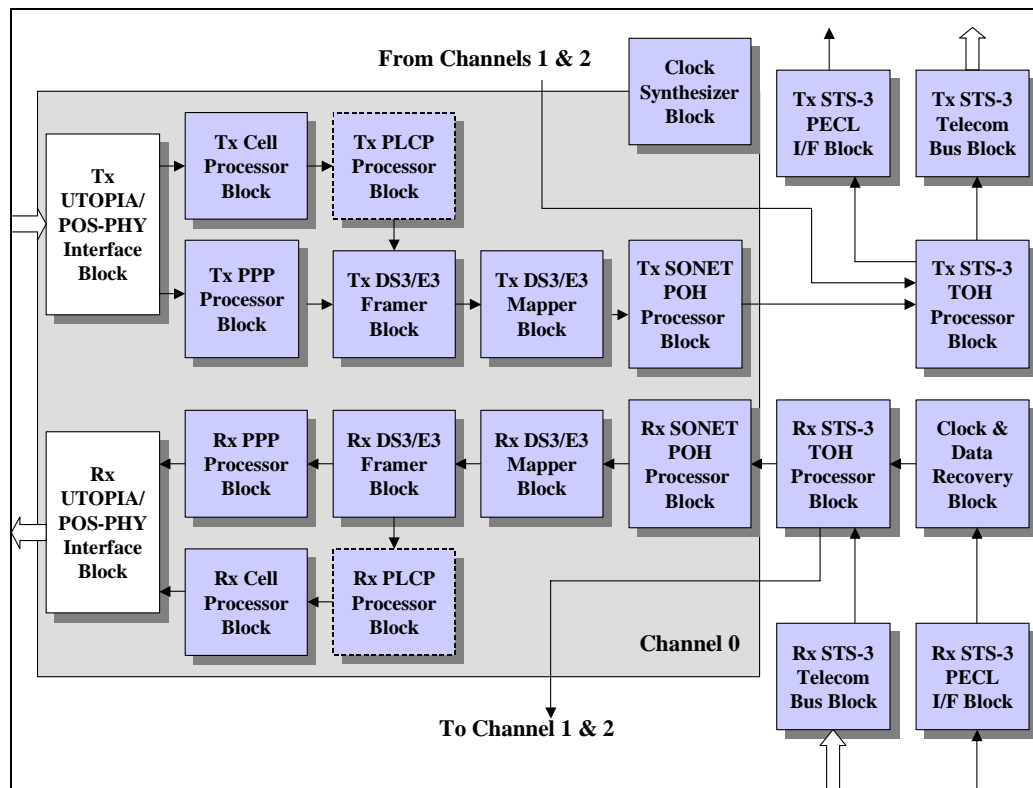 From Channels 1 & 2
Clock
Synthesizer
Block
Tx STS-3
PECL
I/F Block
Tx STS-3
Telecom
Bus Block
Tx
UTOPIA/
POS-PHY
Interface
Block
Tx Cell
Processor
Block
Tx PLCP
Processor
Block
Tx PPP
Processor
Block
Tx DS3/E3
Framer
Block
Tx DS3/E3
Mapper
Block
Tx SONET
POH
Processor
Block
Tx STS-3
TOH
Processor
Block
Rx
UTOPIA/
POS-PHY
Interface
Block
Rx PPP
Processor
Block
Rx DS3/E3
Framer
Block
Rx DS3/E3
Mapper
Block
Rx SONET
POH
Processor
Block
Rx STS-3
TOH
Processor
Block
Clock &
Data
Recovery
Block
Rx Cell
Processor
Block
Rx PLCP
Processor
Block
Channel 0
Rx STS-3
Telecom
Bus Block
Rx STS-3
PECL
I/F Block
To Channel 1 & 2